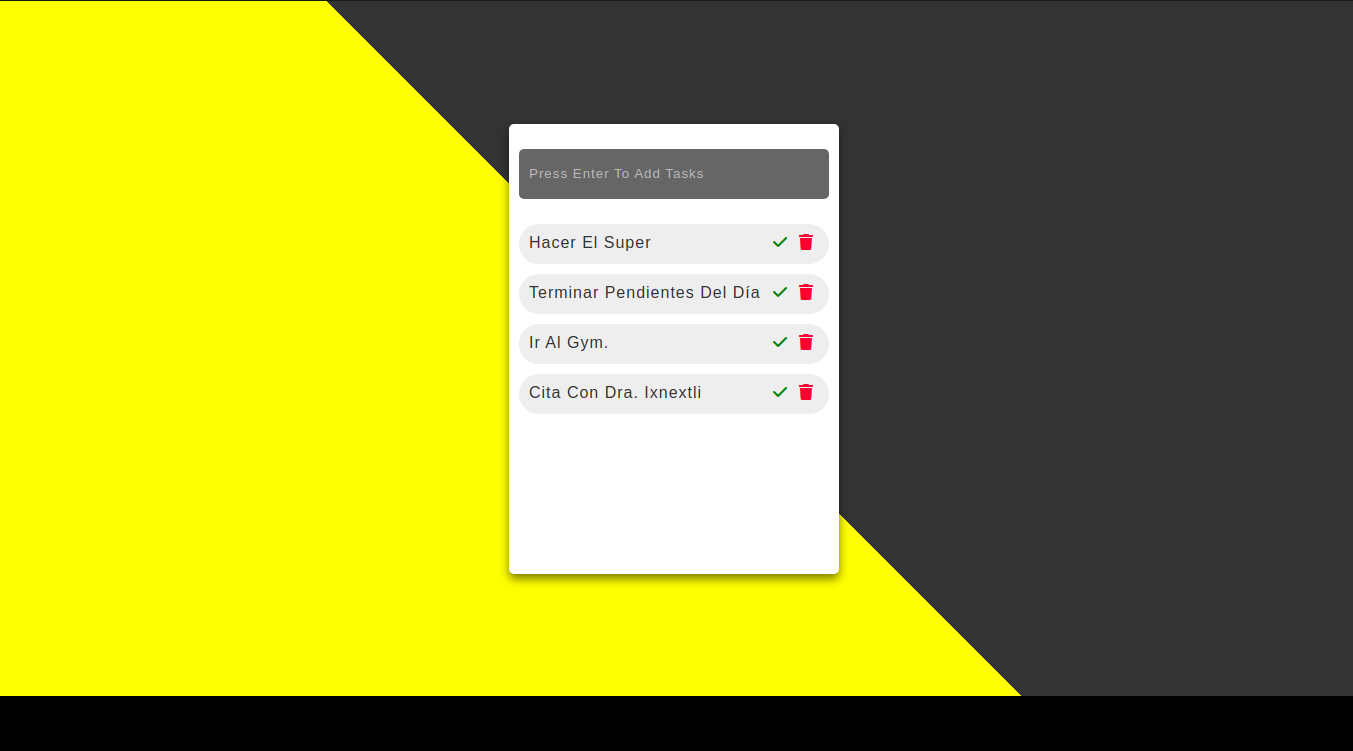 Press Enter To Add Tasks
Hacer El Super
Terminar Pendientes Del Día
Ir Al Gym.
Cita Con Dra. Ixnextli